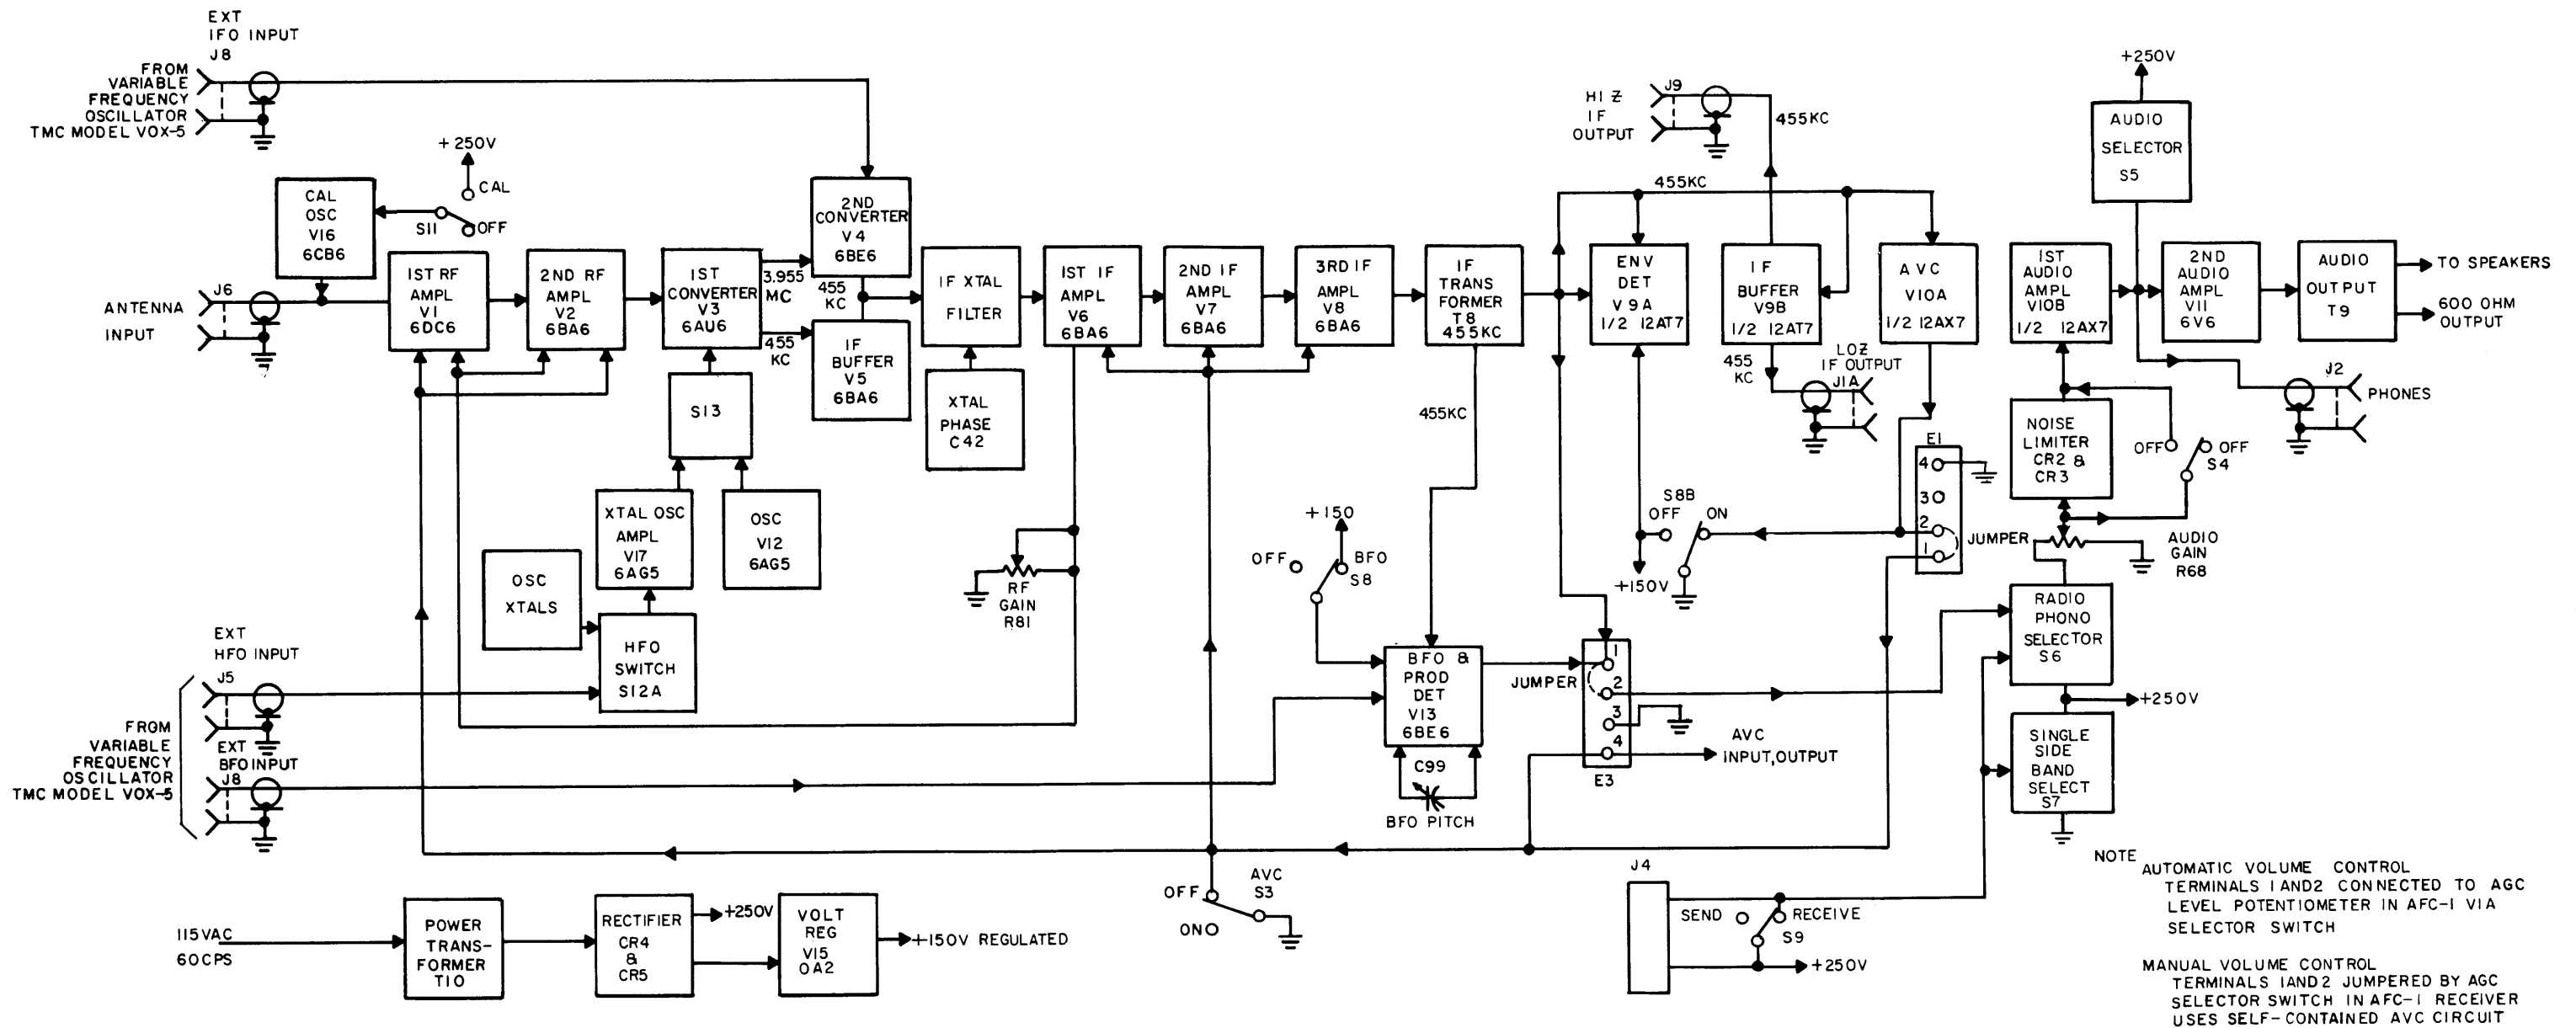 EXT
IFO INPUT
J8
FROM
VARIABLE
FREQUENCY
OSCILLATOR
TMC MODEL VOX-5
+250V
CAL
OFF
S11
CAL
OSC
V16
6CB6
J6
ANTENNA
INPUT
1ST RF
AMPL
V1
6DC6
2ND RF
AMPL
V2
6BA6
1ST
CONVERTER
V3
6AU6
3.955
MC
455
KC
2ND
CONVERTER
V4
6BE6
455
KC
IF
BUFFER
V5
6BA6
IF XTAL
FILTER
XTAL
PHASE
C42
1ST IF
AMPL
V6
6BA6
2ND IF
AMPL
V7
6BA6
3RD IF
AMPL
V8
6BA6
IF
TRANS
FORMER
T8
455KC
455KC
HI Z
IF
OUTPUT
J9
455KC
455KC
ENV
DET
V9A
1/2 12AT7
IF
BUFFER
V9B
1/2 12AT7
455
KC
LOZ
IF OUTPUT
J1A
AVC
V10A
1/2 12AX7
1ST
AUDIO
AMPL
V10B
1/2 12AX7
+250V
AUDIO
SELECTOR
S5
2ND
AUDIO
AMPL
V11
6V6
AUDIO
OUTPUT
T9
TO SPEAKERS
600 OHM
OUTPUT
J2
PHONES
S13
XTAL OSC
AMPL
V17
6AG5
OSC
V12
6AG5
OSC
XTALS
HFO
SWITCH
S12A
RF
GAIN
R81
+150
OFF
BFO
S8
S8B
OFF
ON
+150V
E1
4
3
2
1
JUMPER
NOISE
LIMITER
CR2 &
CR3
OFF
OFF
S4
AUDIO
GAIN
R68
RADIO
PHONO
SELECTOR
S6
+250V
SINGLE
SIDE
BAND
SELECT
S7
EXT
HFO INPUT
J5
FROM
VARIABLE
FREQUENCY
OSCILLATOR
TMC MODEL VOX-5
EXT
BFO INPUT
J8
BFO &
PROD
DET
V13
6BE6
C99
BFO PITCH
JUMPER
1
2
3
4
E3
AVC
INPUT,OUTPUT
115VAC
60CPS
POWER
TRANS-
FORMER
T10
RECTIFIER
CR4
&
CR5
+250V
VOLT
REG
V15
OA2
+150V REGULATED
OFF
ON
AVC
S3
J4
SEND
RECEIVE
S9
+250V
NOTE
AUTOMATIC VOLUME CONTROL
TERMINALS 1AND2 CONNECTED TO AGC
LEVEL POTENTIOMETER IN AFC-1 VIA
SELECTOR SWITCH
MANUAL VOLUME CONTROL
TERMINALS 1AND2 JUMPERED BY AGC
SELECTOR SWITCH IN AFC-1 RECEIVER
USES SELF-CONTAINED AVC CIRCUIT